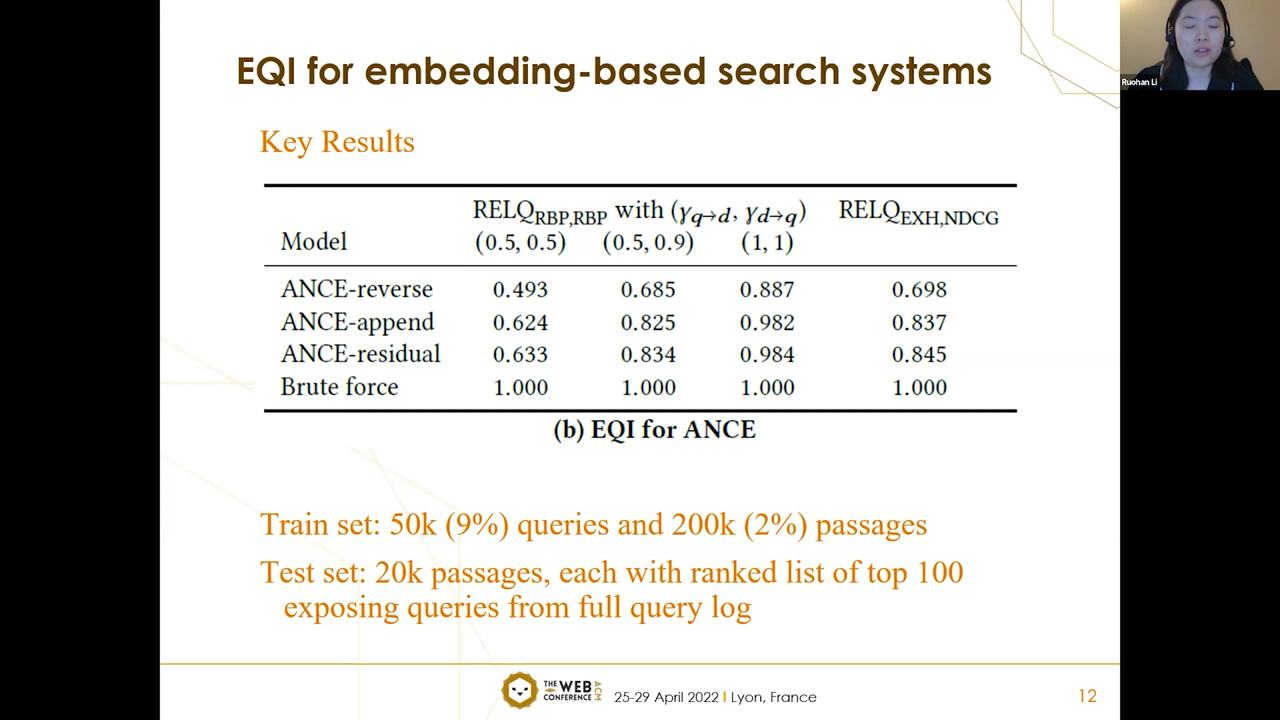 EQI for embedding-based search systems
Ruohan Li
Key Results
RELQRBP,RBP with (γq→d, γd→q) RELQEXH,NDCG
Model (0.5, 0.5) (0.5, 0.9) (1, 1)
ANCE-reverse 0.493 0.685 0.887 0.698
ANCE-append 0.624 0.825 0.982 0.837
ANCE-residual 0.633 0.834 0.984 0.845
Brute force 1.000 1.000 1.000 1.000
(b) EQI for ANCE
Train set: 50k (9%) queries and 200k (2%) passages
Test set: 20k passages, each with ranked list of top 100
exposing queries from full query log
THE WEB CONFERENCE ACM
25-29 April 2022 I Lyon, France
12